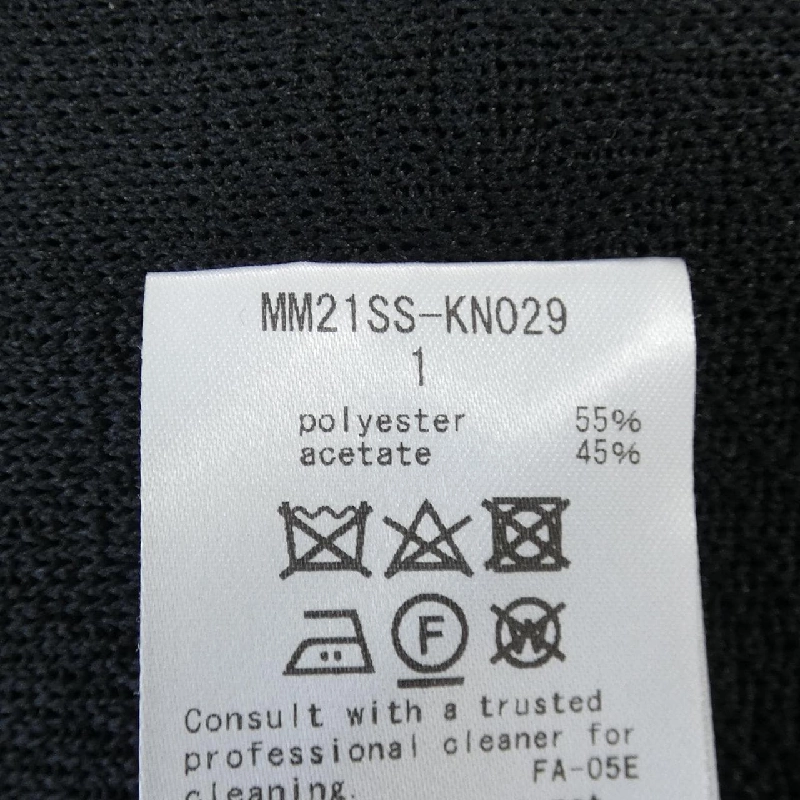 MM21SS-KN029
1
polyester 55%
acetate 45%
F
W
Consult with a trusted
professional cleaner for
FA-05E
cleaning.